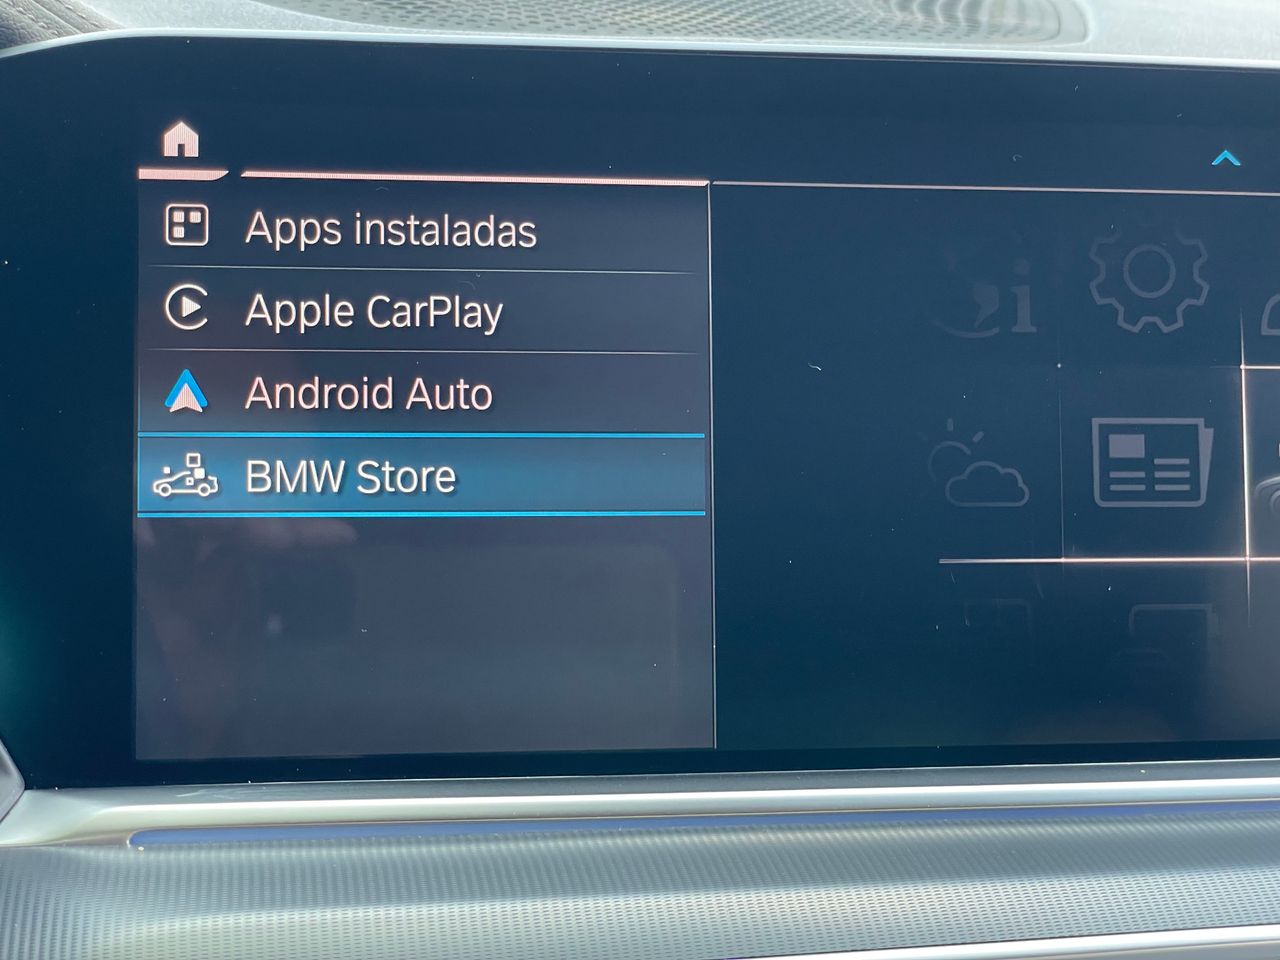 Apps instaladas
Apple CarPlay
Android Auto
BMW Store